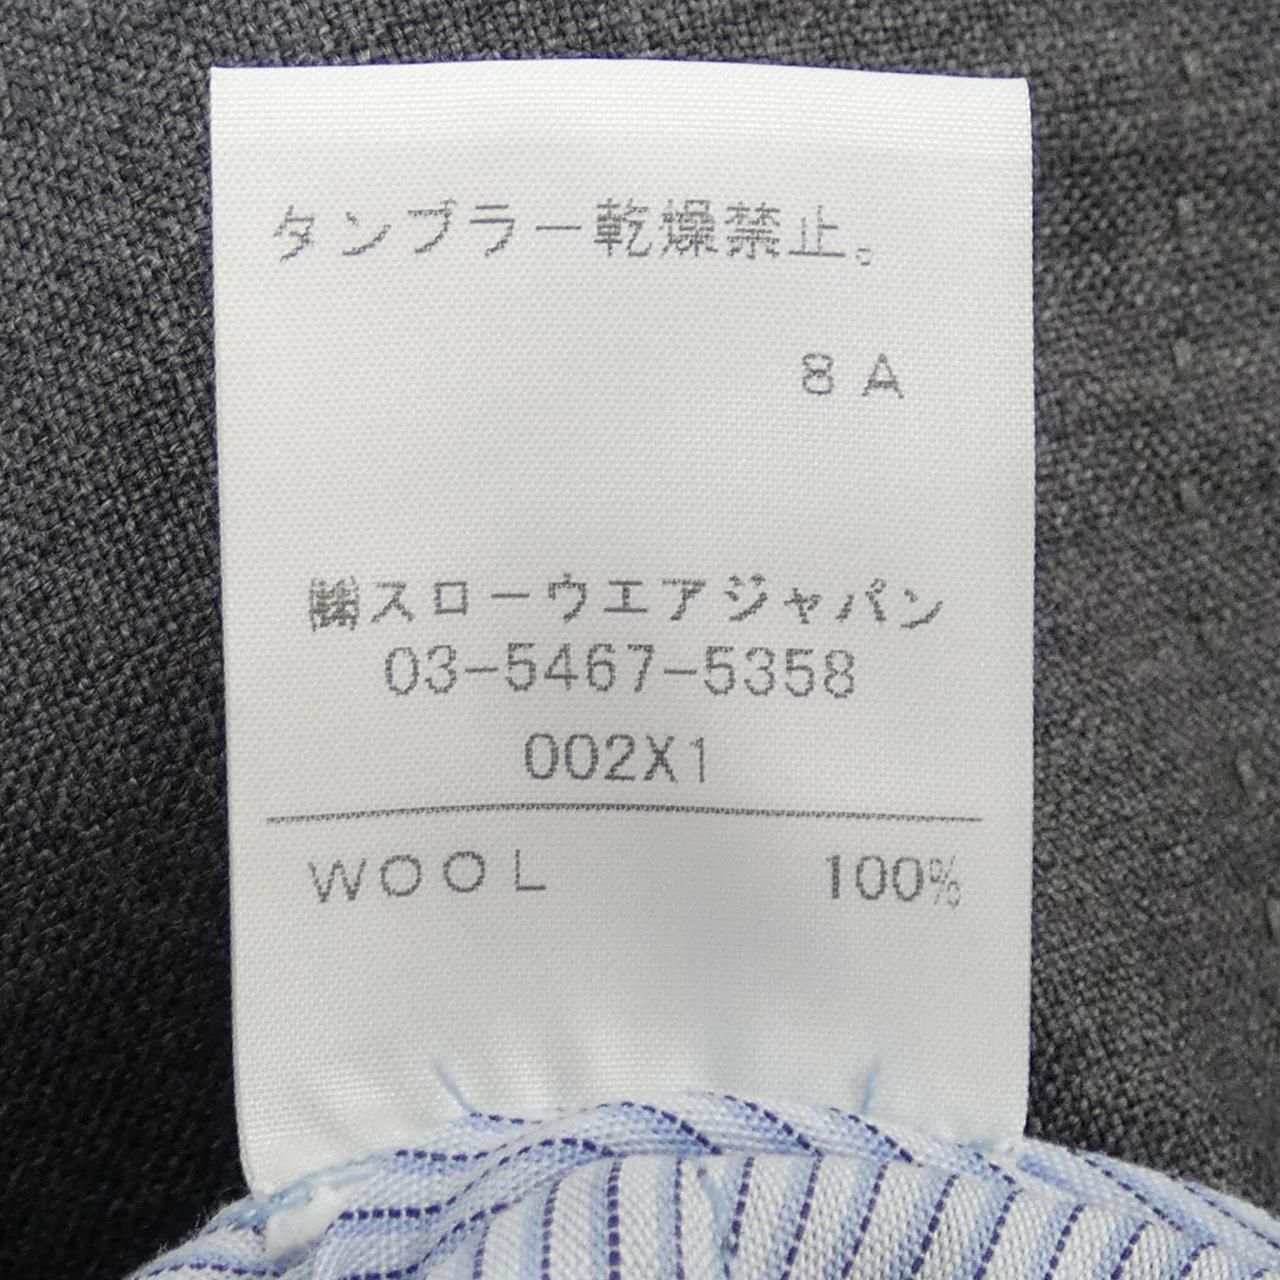 タンブラー乾燥禁止。
8A
㈱スローウエアジャパン
03-5467-5358
002X1
WOOL 100%